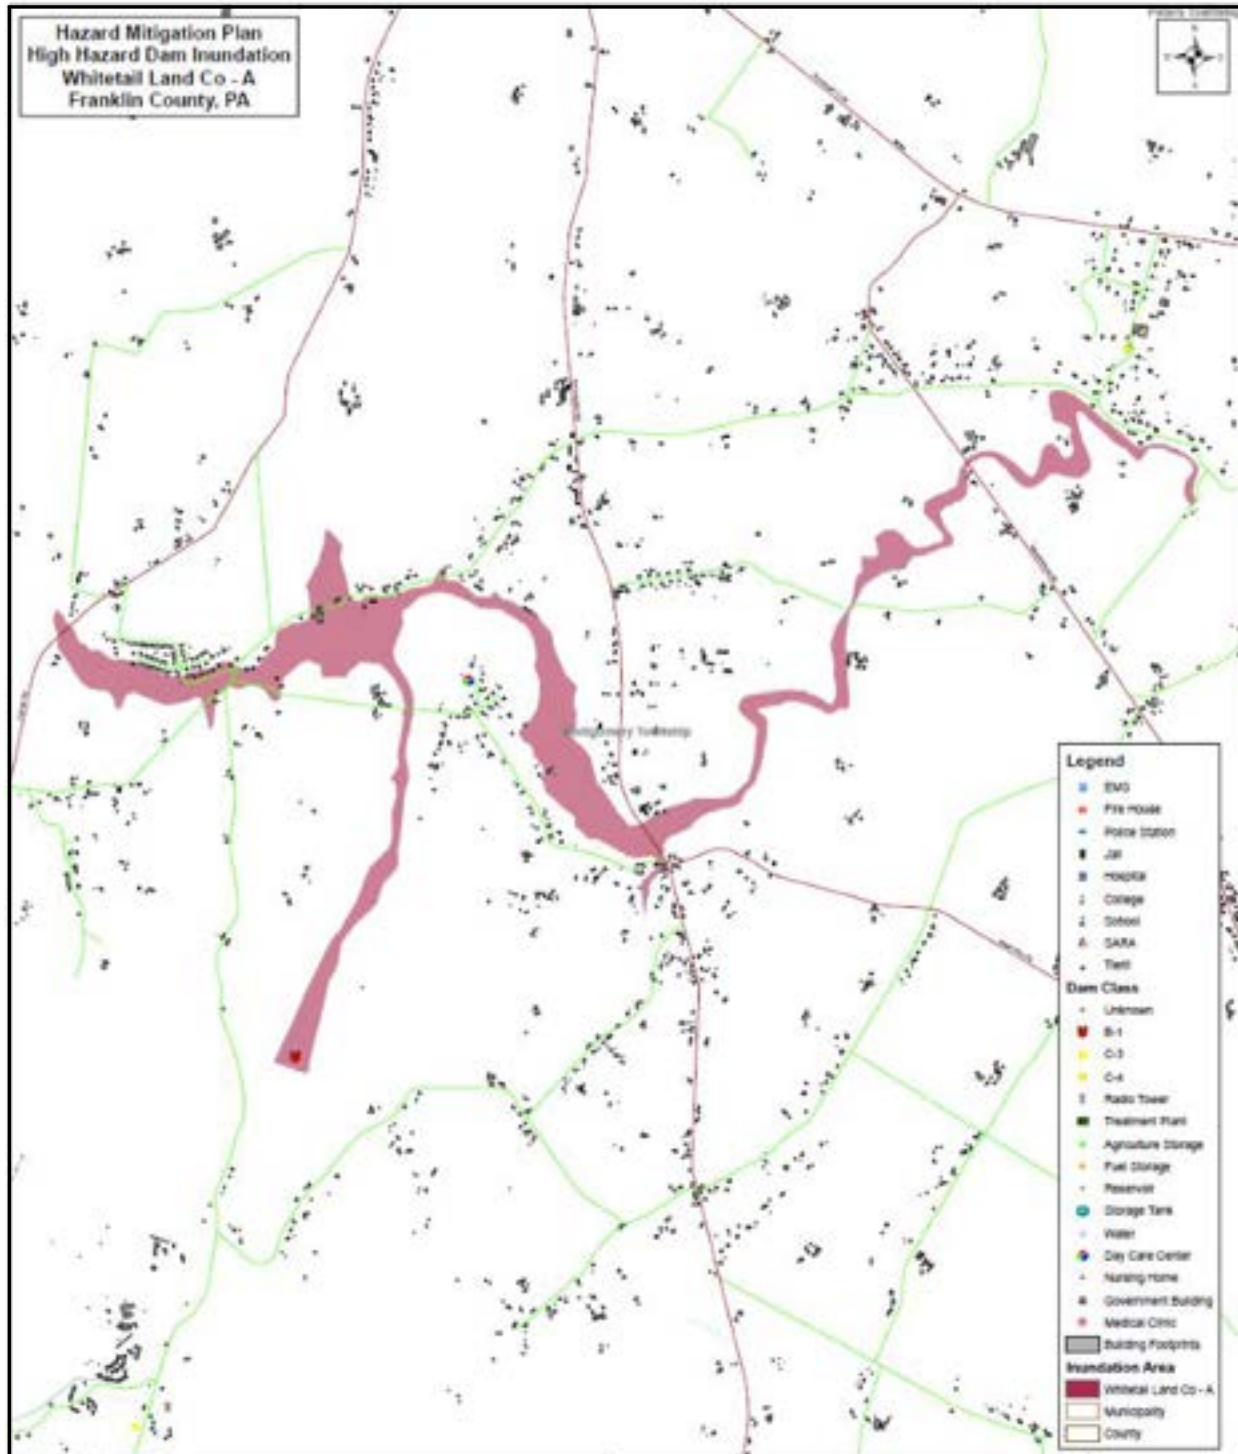 Hazard Mitigation Plan
High Hazard Dam Inundation
Whitetail Land Co - A
Franklin County, PA
Montgomery Township
Legend
EMS
Fire House
Police Station
Jail
Hospital
College
School
SARA
TierII
Dam Class
Unknown
B-1
C-3
C-4
Radio Tower
Treatment Plant
Agriculture Storage
Fuel Storage
Reservoir
Storage Tank
Water
Day Care Center
Nursing Home
Government Building
Medical Clinic
Building Footprints
Inundation Area
Whitetail Land Co - A
Municipality
County